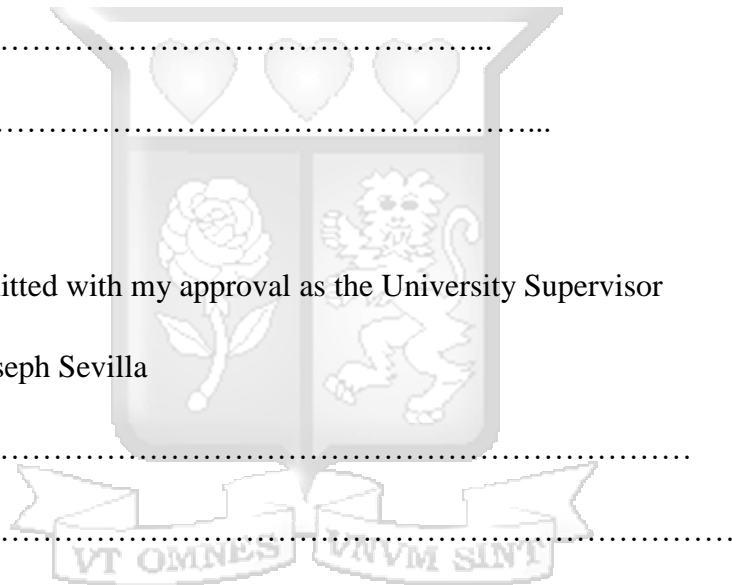 …………………………………………...
…………………………………………………...
itted with my approval as the University Supervisor
seph Sevilla
………………………………………………………………
……………………………………………………………………
VT OMNES VNVM SINT